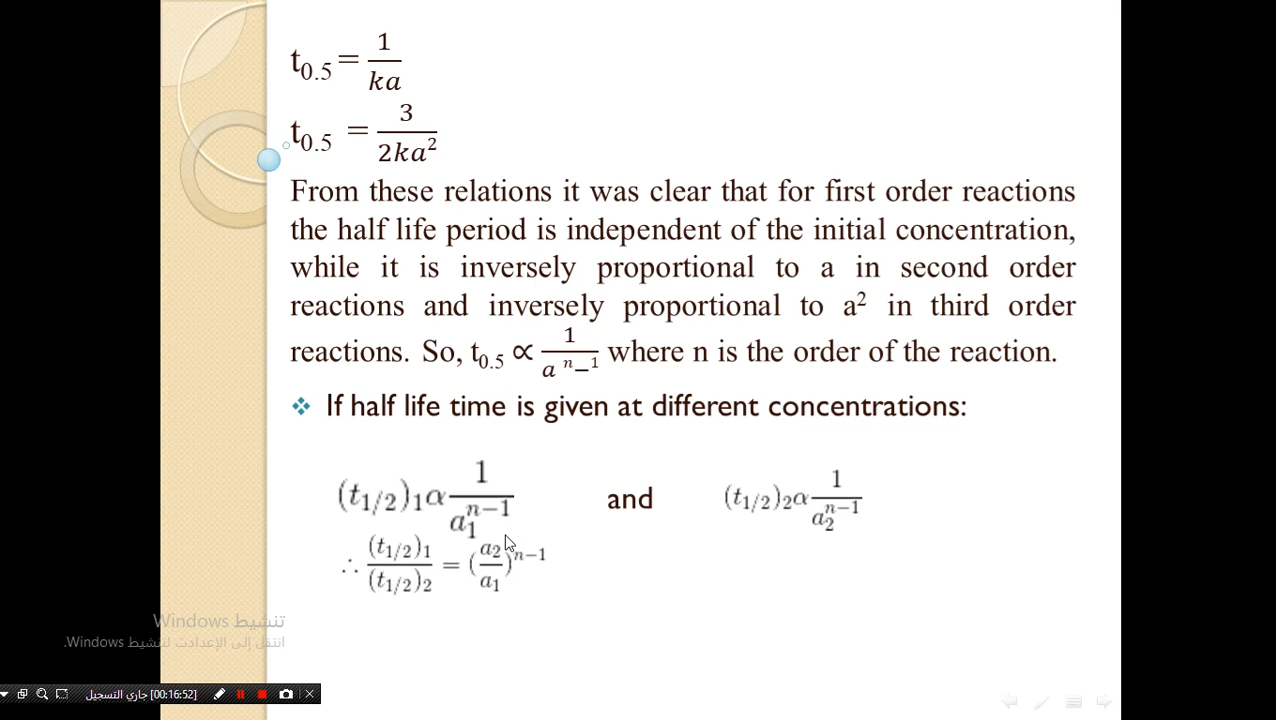 t₀.₅ = 1/ka
t₀.₅ = 3/2ka²
From these relations it was clear that for first order reactions
the half life period is independent of the initial concentration,
while it is inversely proportional to a in second order
reactions and inversely proportional to a² in third order
reactions. So, t₀.₅ ∝ 1/a ⁿ₋¹ where n is the order of the reaction.
❖ If half life time is given at different concentrations:
(t₁/₂)₁ α 1/a₁ⁿ⁻¹ and (t₁/₂)₂ α 1/a₂ⁿ⁻¹
∴ (t₁/₂)₁/(t₁/₂)₂ = (a₂/a₁)ⁿ⁻¹
تنشيط Windows
انتقل إلى الإعدادت لتنشيط Windows.
جاري التسجيل [00:16:52]